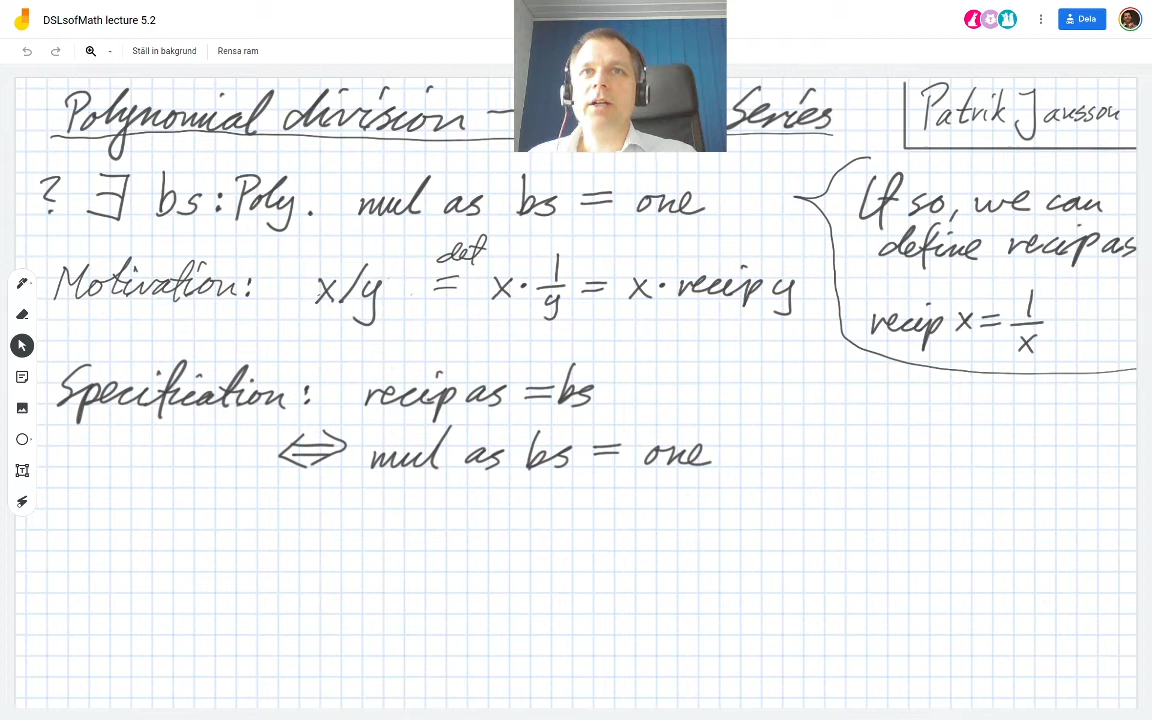 DSLsofMath lecture 5.2
Dela
Ställ in bakgrund
Rensa ram
Polynomial division — Series
Patrik Jansson
? ∃ bs : Poly. mul as bs = one
If so, we can
define recip as
recip x = 1/x
Motivation: x/y =def x · 1/y = x · recip y
Specification: recip as = bs
⇔ mul as bs = one